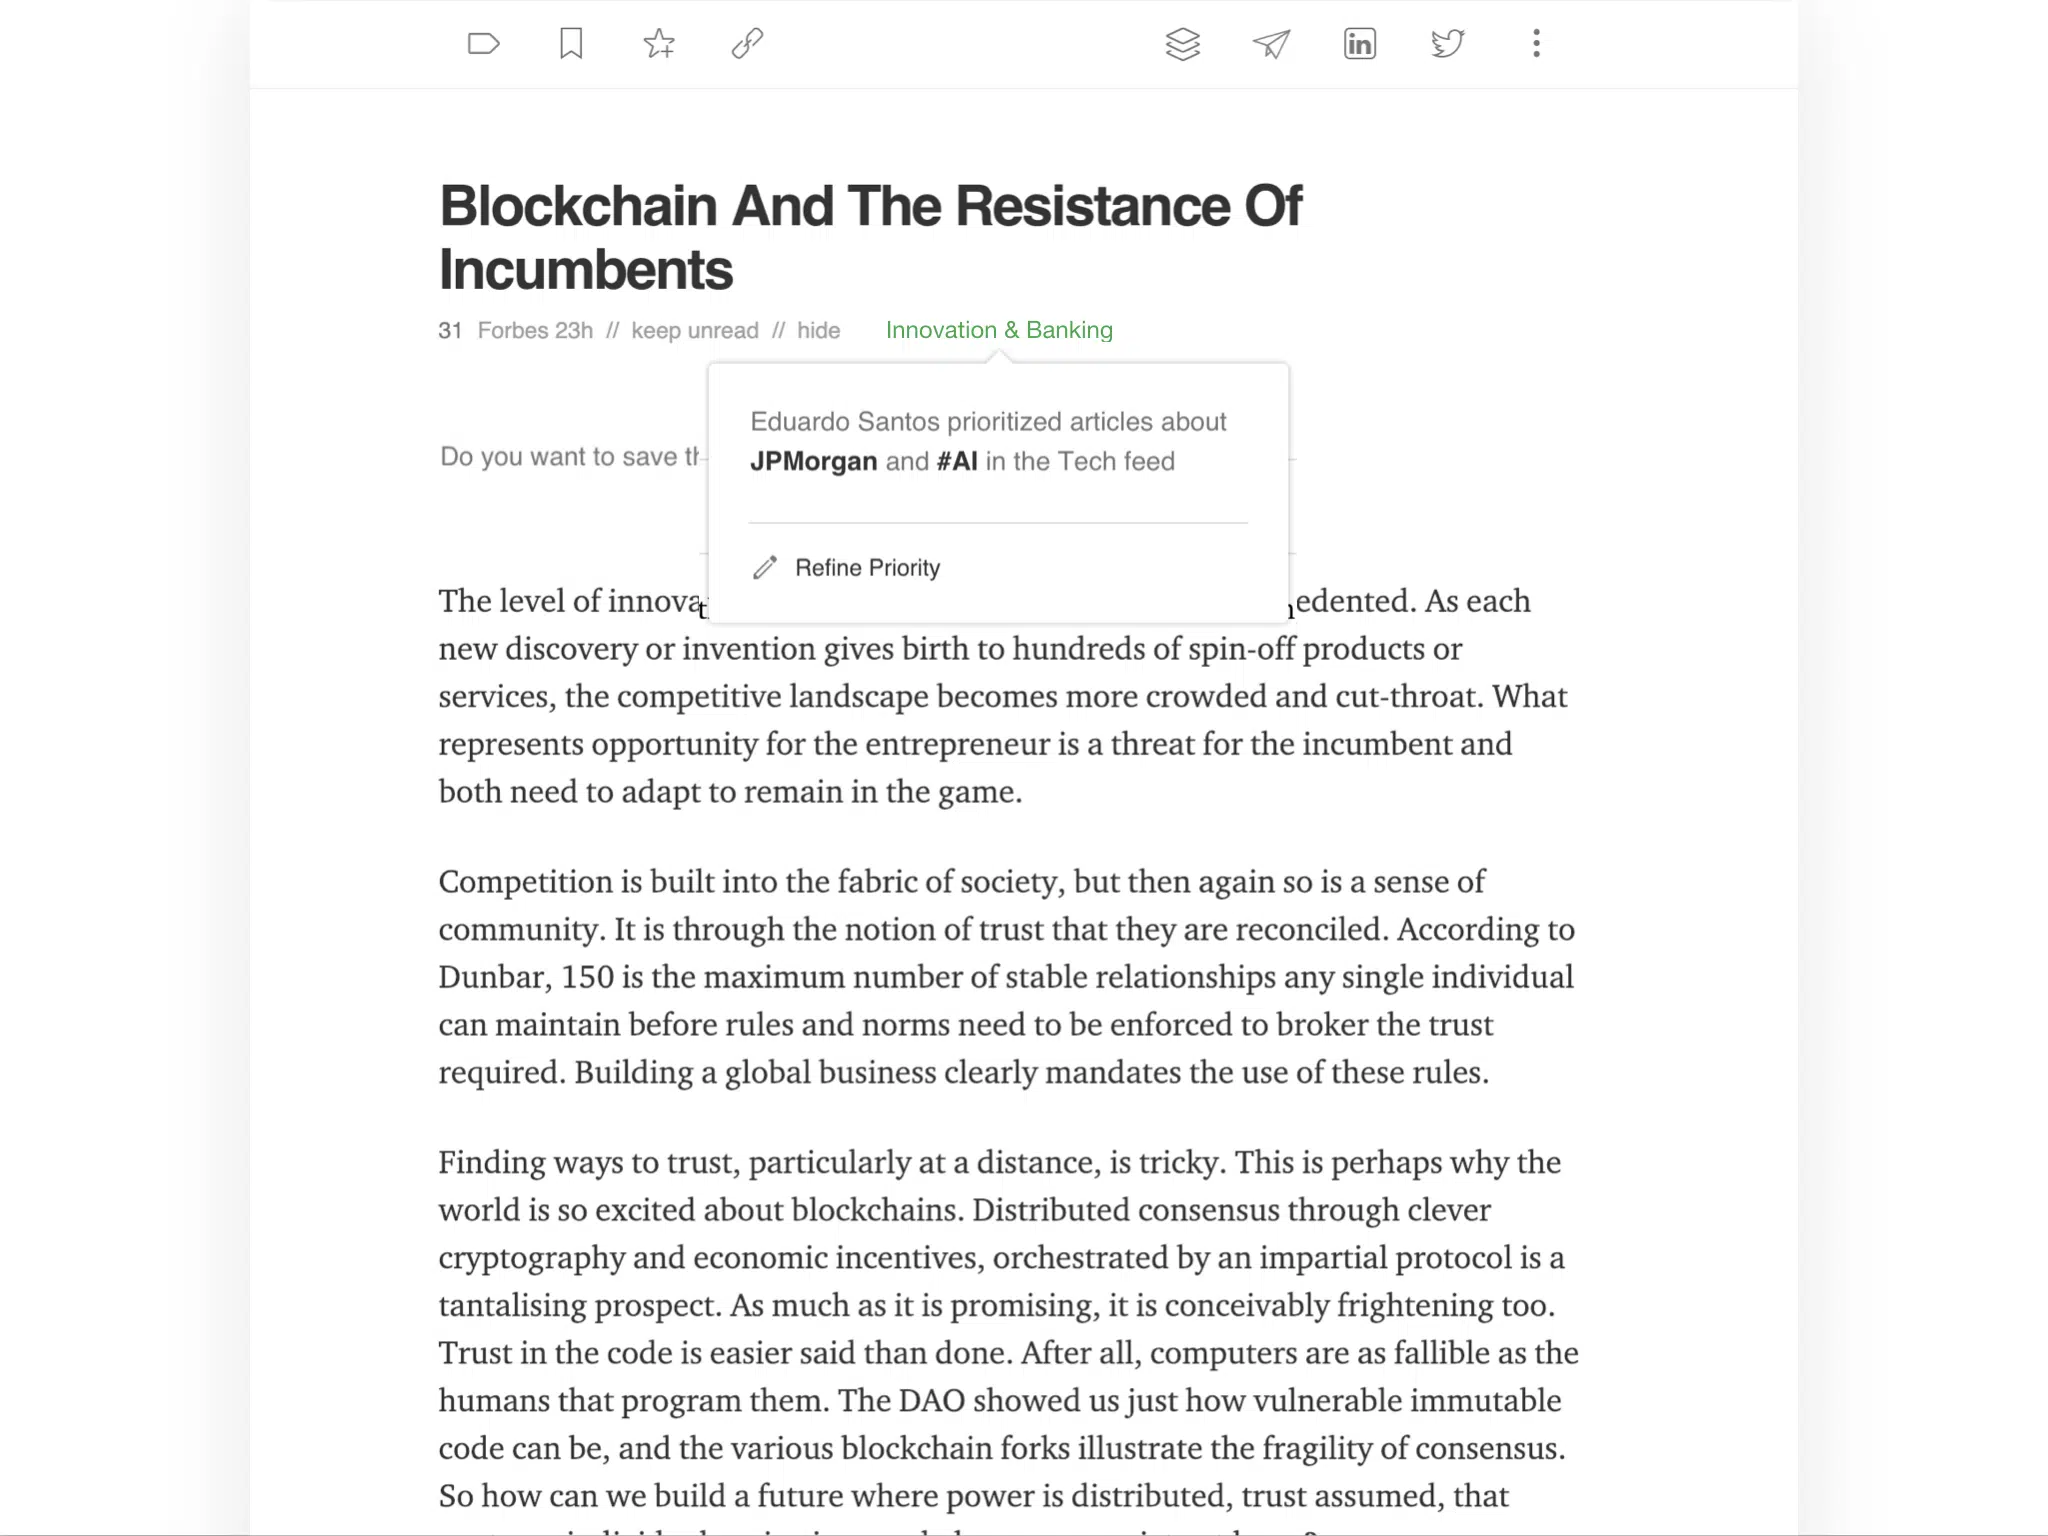 Blockchain And The Resistance Of
Incumbents
31 Forbes 23h // keep unread // hide Innovation & Banking
Eduardo Santos prioritized articles about
JPMorgan and #AI in the Tech feed
Do you want to save
Refine Priority
The level of edented. As each
new discovery or invention gives birth to hundreds of spin-off products or
services, the competitive landscape becomes more crowded and cut-throat. What
represents opportunity for the entrepreneur is a threat for the incumbent and
both need to adapt to remain in the game.
Competition is built into the fabric of society, but then again so is a sense of
community. It is through the notion of trust that they are reconciled. According to
Dunbar, 150 is the maximum number of stable relationships any single individual
can maintain before rules and norms need to be enforced to broker the trust
required. Building a global business clearly mandates the use of these rules.
Finding ways to trust, particularly at a distance, is tricky. This is perhaps why the
world is so excited about blockchains. Distributed consensus through clever
cryptography and economic incentives, orchestrated by an impartial protocol is a
tantalising prospect. As much as it is promising, it is conceivably frightening too.
Trust in the code is easier said than done. After all, computers are as fallible as the
humans that program them. The DAO showed us just how vulnerable immutable
code can be, and the various blockchain forks illustrate the fragility of consensus.
So how can we build a future where power is distributed, trust assumed, that